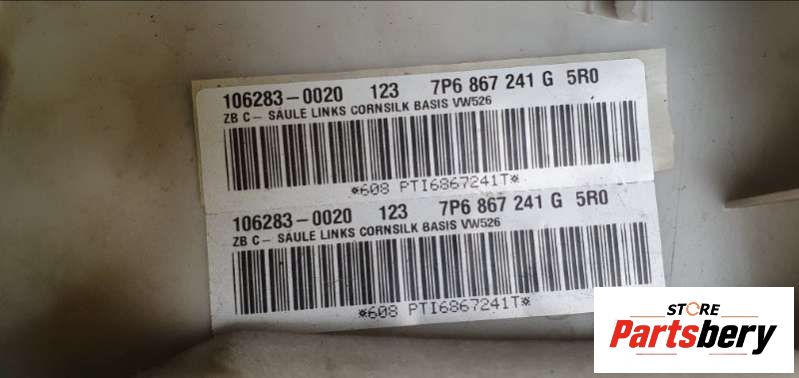 106283-0020 123 7P6 867 241 G 5R0
ZB C- SAULE LINKS CORNSILK BASIS VW526
*608 PTI6867241T*
106283-0020 123 7P6 867 241 G 5R0
ZB C- SAULE LINKS CORNSILK BASIS VW526
*608 PTI6867241T*
STORE
Partsbery